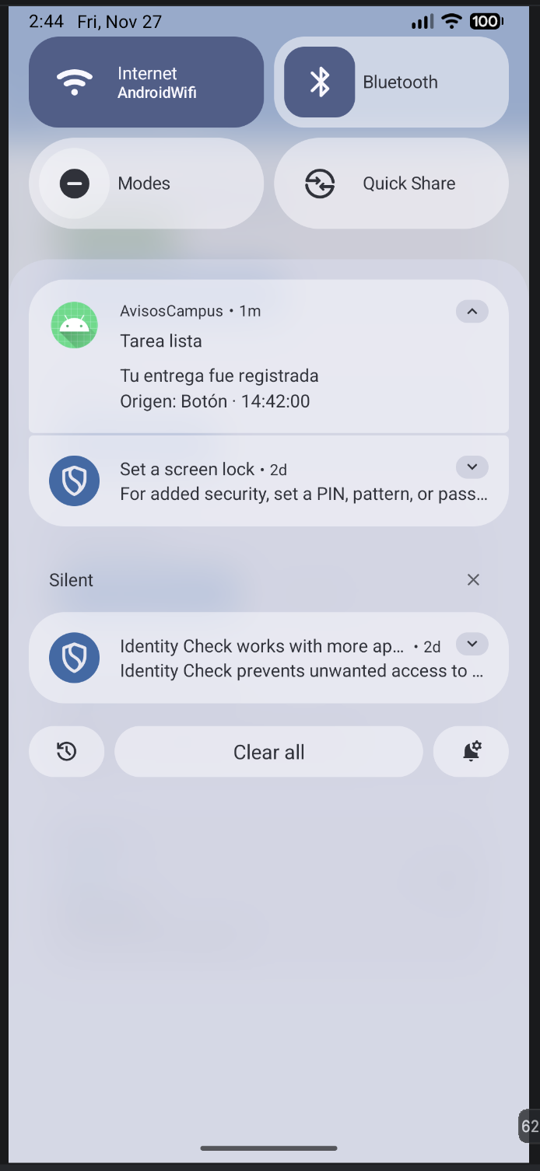 2:44 Fri, Nov 27 100
Internet
AndroidWifi
Bluetooth
Modes
Quick Share
AvisosCampus • 1m
Tarea lista
Tu entrega fue registrada
Origen: Botón · 14:42:00
Set a screen lock • 2d
For added security, set a PIN, pattern, or pass…
Silent
Identity Check works with more ap… • 2d
Identity Check prevents unwanted access to …
Clear all
62